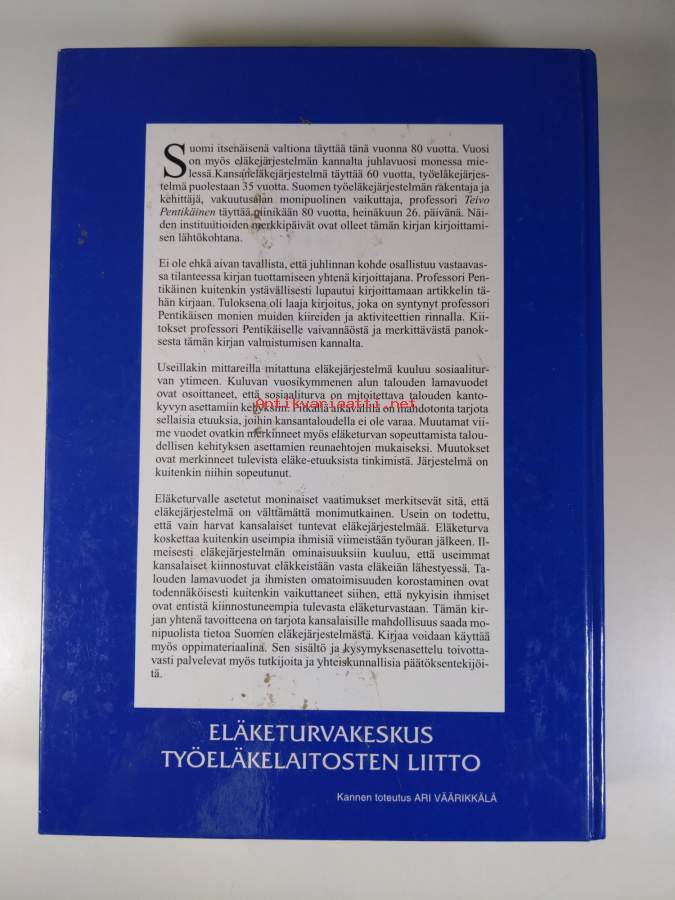 Suomi itsenäisenä valtiona täyttää tänä vuonna 80 vuotta. Vuosi
on myös eläkejärjestelmän kannalta juhlavuosi monessa mie-
lessä.Kansaneläkejärjestelmä täyttää 60 vuotta, työeläkejärjes-
telmä puolestaan 35 vuotta. Suomen työeläkejärjestelmän rakentaja ja
kehittäjä, vakuutusalan monipuolinen vaikuttaja, professori Teivo
Pentikäinen täyttää niinikään 80 vuotta, heinäkuun 26. päivänä. Näi-
den instituutioiden merkkipäivät ovat olleet tämän kirjan kirjoittami-
sen lähtökohtana.
Ei ole ehkä aivan tavallista, että juhlinnan kohde osallistuu vastaavas-
sa tilanteessa kirjan tuottamiseen yhtenä kirjoittajana. Professori Pen-
tikäinen kuitenkin ystävällisesti lupautui kirjoittamaan artikkelin tä-
hän kirjaan. Tuloksena oli laaja kirjoitus, joka on syntynyt professori
Pentikäisen monien muiden kiireiden ja aktiviteettien rinnalla. Kii-
tokset professori Pentikäiselle vaivannäöstä ja merkittävästä panok-
sesta tämän kirjan valmistumisen kannalta.
Useillakin mittareilla mitattuna eläkejärjestelmä kuuluu sosiaalitur-
van ytimeen. Kuluvan vuosikymmenen alun talouden lamavuodet
ovat osoittaneet, että sosiaaliturva on mitoitettava talouden kanto-
kyvyn asettamiin kehyksiin. Pitkällä aikavälillä on mahdotonta tarjota
Antikvariaatti.net
sellaisia etuuksia, joihin kansantaloudella ei ole varaa. Muutamat vii-
me vuodet ovatkin merkinneet myös eläketurvan sopeuttamista talou-
dellisen kehityksen asettamien reunaehtojen mukaiseksi. Muutokset
ovat merkinneet tulevista eläke-etuuksista tinkimistä. Järjestelmä on
kuitenkin niihin sopeutunut.
Eläketurvalle asetetut moninaiset vaatimukset merkitsevät sitä, että
eläkejärjestelmä on välttämättä monimutkainen. Usein on todettu,
että vain harvat kansalaiset tuntevat eläkejärjestelmää. Eläketurva
koskettaa kuitenkin useimpia ihmisiä viimeistään työuran jälkeen. Il-
meisesti eläkejärjestelmän ominaisuuksiin kuuluu, että useimmat
kansalaiset kiinnostuvat eläkkeistään vasta eläkeiän lähestyessä. Ta-
louden lamavuodet ja ihmisten omatoimisuuden korostaminen ovat
todennäköisesti kuitenkin vaikuttaneet siihen, että nykyisin ihmiset
ovat entistä kiinnostuneempia tulevasta eläketurvastaan. Tämän kir-
jan yhtenä tavoitteena on tarjota kansalaisille mahdollisuus saada mo-
nipuolista tietoa Suomen eläkejärjestelmästä. Kirjaa voidaan käyttää
myös oppimateriaalina. Sen sisältö ja kysymyksenasettelu toivotta-
vasti palvelevat myös tutkijoita ja yhteiskunnallisia päätöksentekijöi-
tä.
ELÄKETURVAKESKUS
TYÖELÄKELAITOSTEN LIITTO
Kannen toteutus ARI VÄÄRIKKÄLÄ